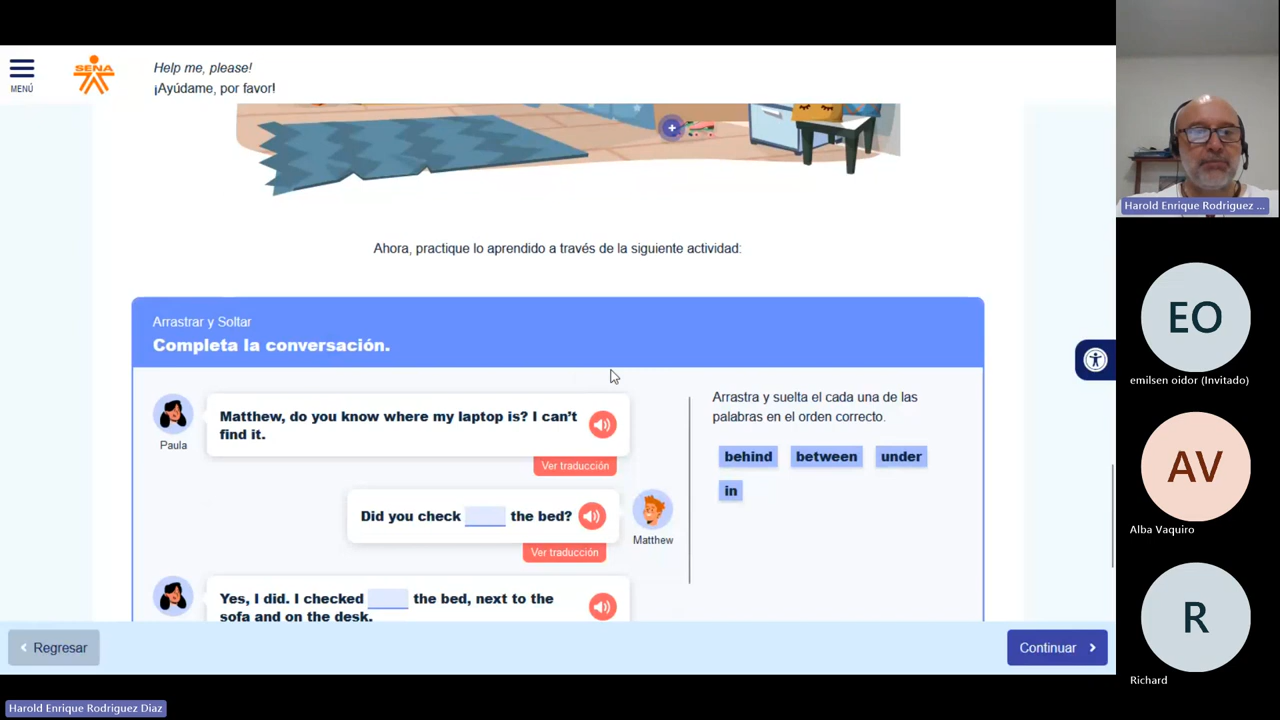 MENÚ
SENA
Help me, please!
¡Ayúdame, por favor!
Ahora, practique lo aprendido a través de la siguiente actividad:
Arrastrar y Soltar
Completa la conversación.
Paula
Matthew, do you know where my laptop is? I can't
find it.
Ver traducción
Did you check the bed?
Matthew
Ver traducción
Yes, I did. I checked the bed, next to the
sofa and on the desk.
Arrastra y suelta el cada una de las
palabras en el orden correcto.
behind between under
in
Regresar
Continuar
Harold Enrique Rodriguez Diaz
Harold Enrique Rodriguez ...
EO
emilsen oidor (Invitado)
AV
Alba Vaquiro
R
Richard